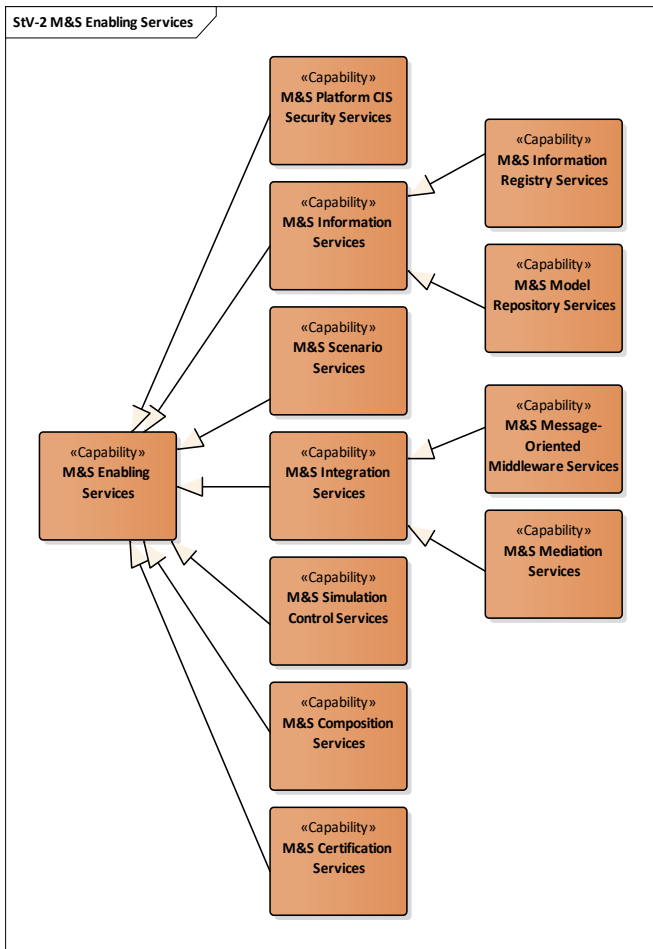 StV-2 M&S Enabling Services
«Capability»
M&S Platform CIS
Security Services
«Capability»
M&S Information
Registry Services
«Capability»
M&S Information
Services
«Capability»
M&S Model
Repository Services
«Capability»
M&S Scenario
Services
«Capability»
M&S Message-
Oriented
Middleware Services
«Capability»
M&S Enabling
Services
«Capability»
M&S Integration
Services
«Capability»
M&S Mediation
Services
«Capability»
M&S Simulation
Control Services
«Capability»
M&S Composition
Services
«Capability»
M&S Certification
Services